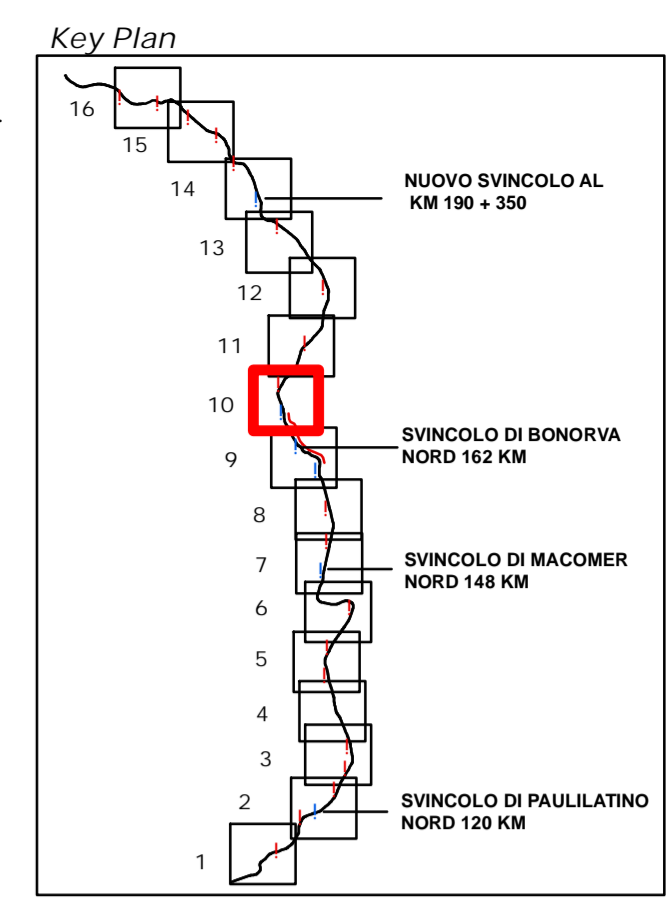 Key Plan
16
15
14
NUOVO SVINCOLO AL
KM 190 + 350
13
12
11
10
SVINCOLO DI BONORVA
NORD 162 KM
9
8
7
SVINCOLO DI MACOMER
NORD 148 KM
6
5
4
3
2
SVINCOLO DI PAULILATINO
NORD 120 KM
1